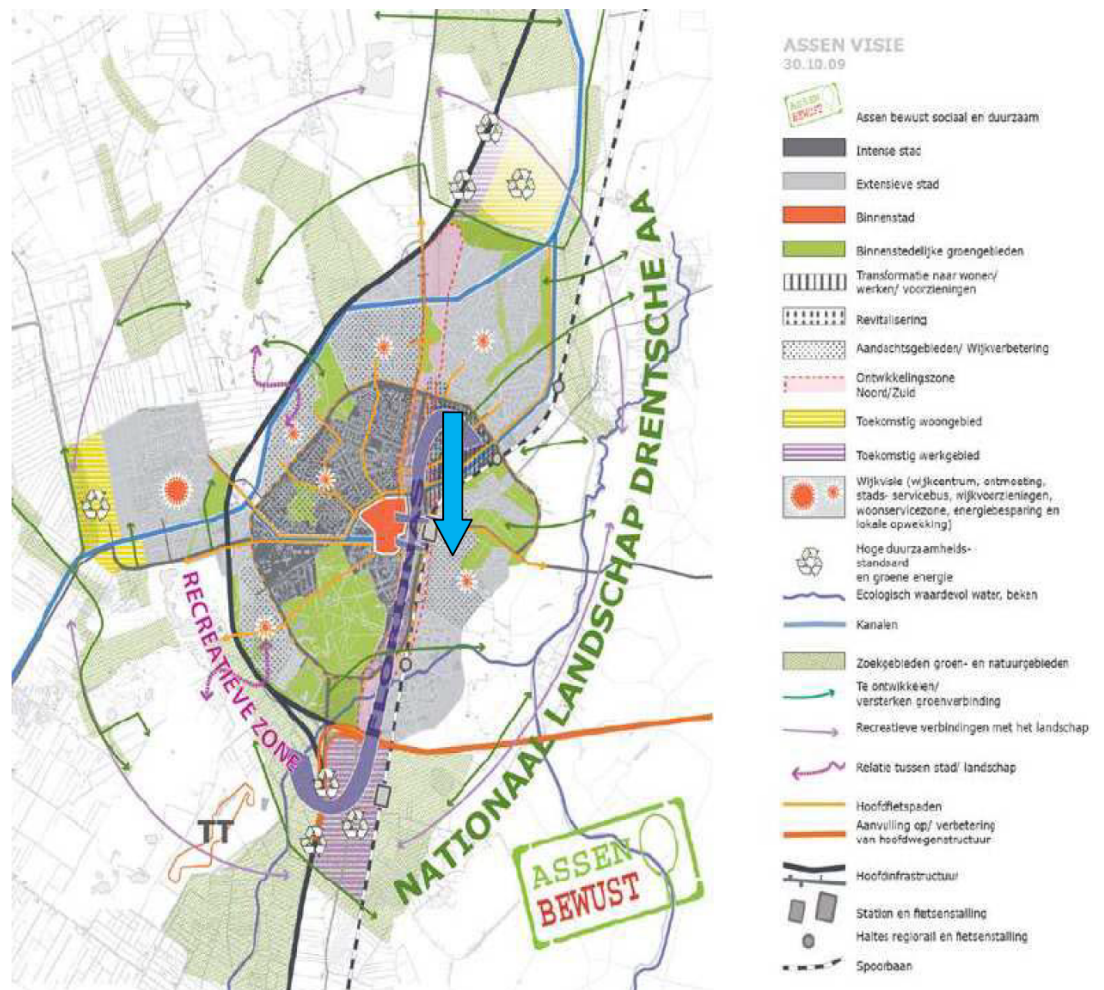 NATIONAAL LANDSCHAP DRENTSCHE AA
RECREATIEVE ZONE
TT
ASSEN
BEWUST
ASSEN VISIE
30.10.09
ASSEN
BEWUST
Assen bewust sociaal en duurzaam
Intense stad
Extensieve stad
Binnenstad
Binnenstedelijke groengebieden
Transformatie naar wonen/
werken/ voorzieningen
Revitalisering
Aandachtsgebieden/ Wijkverbetering
Ontwikkelingszone
Noord/Zuid
Toekomstig woongebied
Toekomstig werkgebied
Wijkvisie (wijkcentrum, ontmoeting,
stads- servicebus, wijkvoorzieningen,
woonservicezone, energiebesparing en
lokale opwekking)
Hoge duurzaamheids-
standaard
en groene energie
Ecologisch waardevol water, beken
Kanalen
Zoekgebieden groen- en natuurgebieden
Te ontwikkelen/
versterken groenverbinding
Recreatieve verbindingen met het landschap
Relatie tussen stad/ landschap
Hoofdfietspaden
Aanvulling op/ verbetering
van hoofdwegenstructuur
Hoofdinfrastructuur
Station en fietsenstalling
Haltes regiorail en fietsenstalling
Spoorbaan